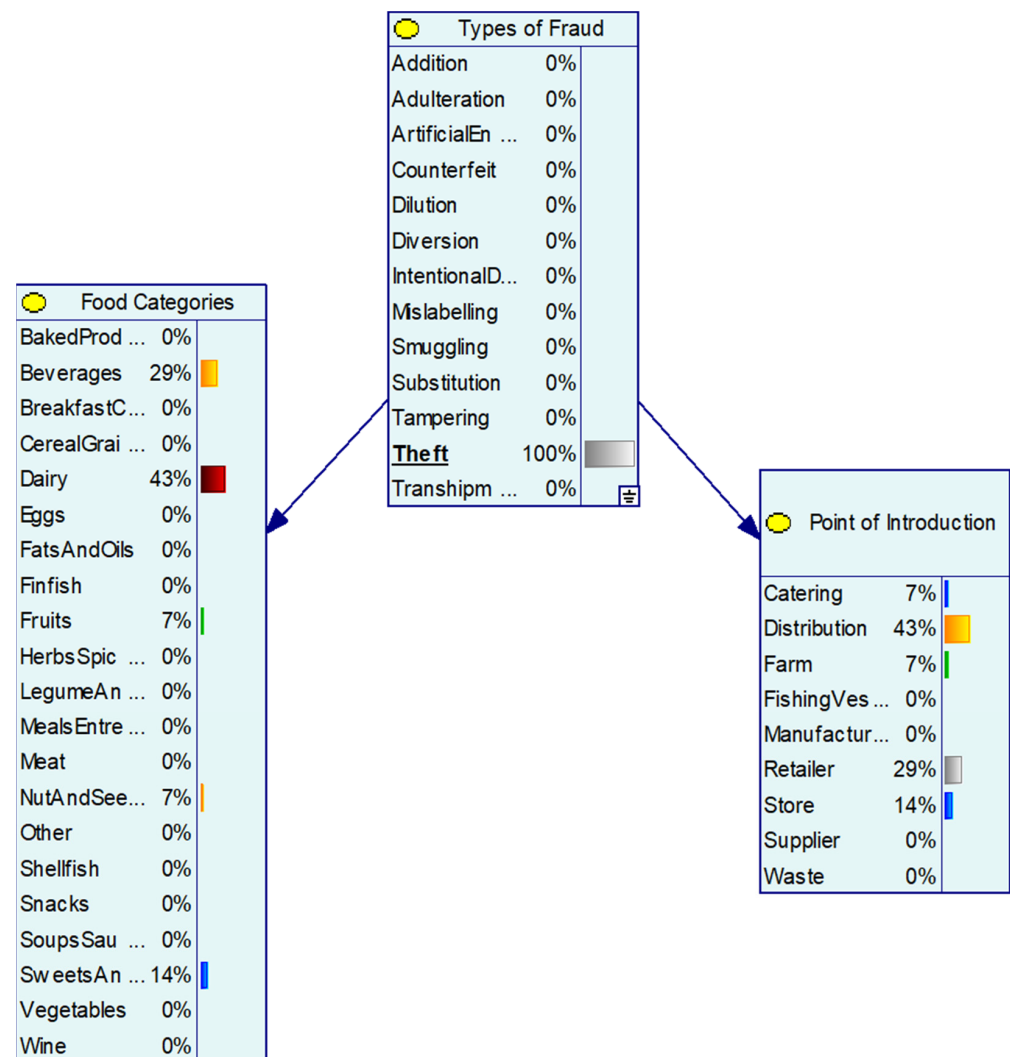 Types of Fraud
Addition 0%
Adulteration 0%
ArtificialEn ... 0%
Counterfeit 0%
Dilution 0%
Diversion 0%
IntentionalD... 0%
Mislabelling 0%
Smuggling 0%
Substitution 0%
Tampering 0%
Theft 100%
Transhipm ... 0%
Food Categories
BakedProd ... 0%
Beverages 29%
BreakfastC... 0%
CerealGrai ... 0%
Dairy 43%
Eggs 0%
FatsAndOils 0%
Finfish 0%
Fruits 7%
HerbsSpic ... 0%
LegumeAn ... 0%
MealsEntre ... 0%
Meat 0%
NutAndSee... 7%
Other 0%
Shellfish 0%
Snacks 0%
SoupsSau ... 0%
SweetsAn ... 14%
Vegetables 0%
Wine 0%
Point of Introduction
Catering 7%
Distribution 43%
Farm 7%
FishingVes ... 0%
Manufactur... 0%
Retailer 29%
Store 14%
Supplier 0%
Waste 0%